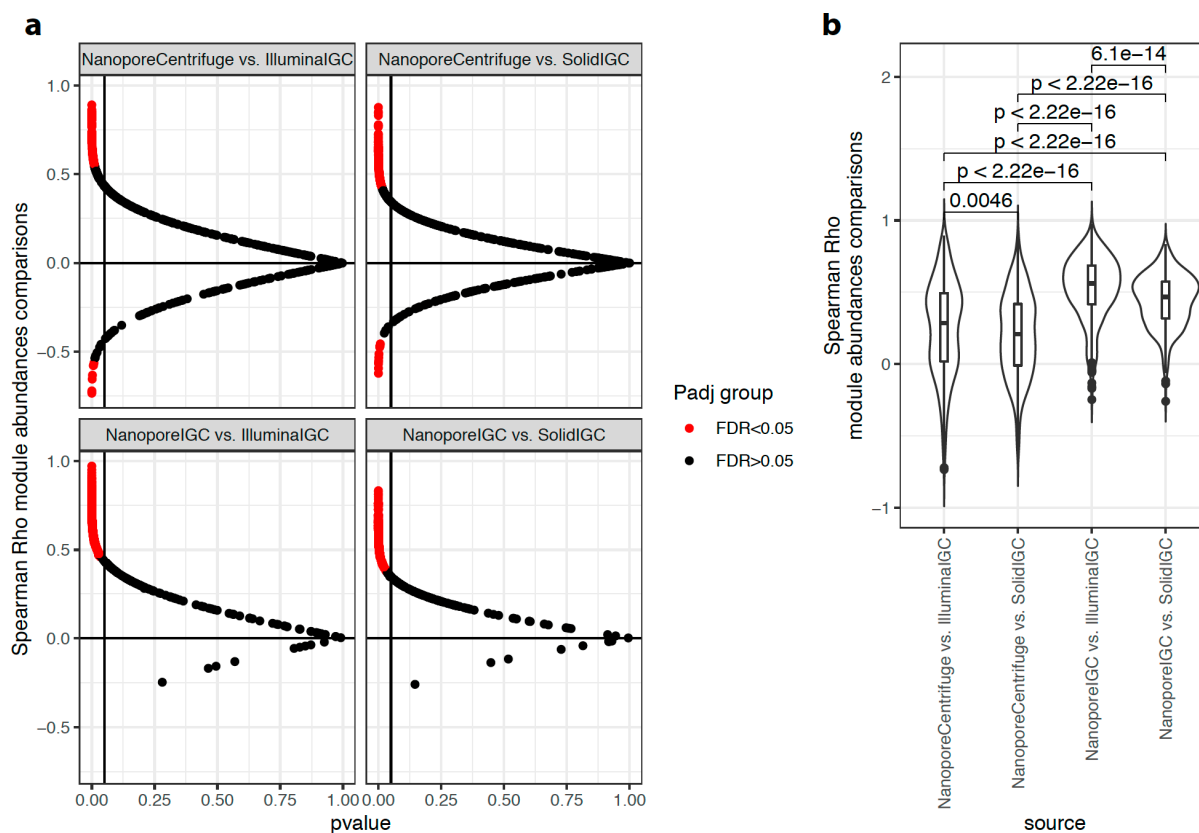 a
NanoporeCentrifuge vs. IlluminaIGC
NanoporeCentrifuge vs. SolidIGC
1.0
0.5
0.0
−0.5
NanoporeIGC vs. IlluminaIGC
NanoporeIGC vs. SolidIGC
1.0
0.5
0.0
−0.5
0.00 0.25 0.50 0.75 1.00
0.00 0.25 0.50 0.75 1.00
pvalue
Spearman Rho module abundances comparisons
Padj group
FDR<0.05
FDR>0.05
b
6.1e−14
p < 2.22e−16
p < 2.22e−16
p < 2.22e−16
p < 2.22e−16
0.0046
2
1
0
−1
Spearman Rho
module abundances comparisons
NanoporeCentrifuge vs. IlluminaIGC
NanoporeCentrifuge vs. SolidIGC
NanoporeIGC vs. IlluminaIGC
NanoporeIGC vs. SolidIGC
source